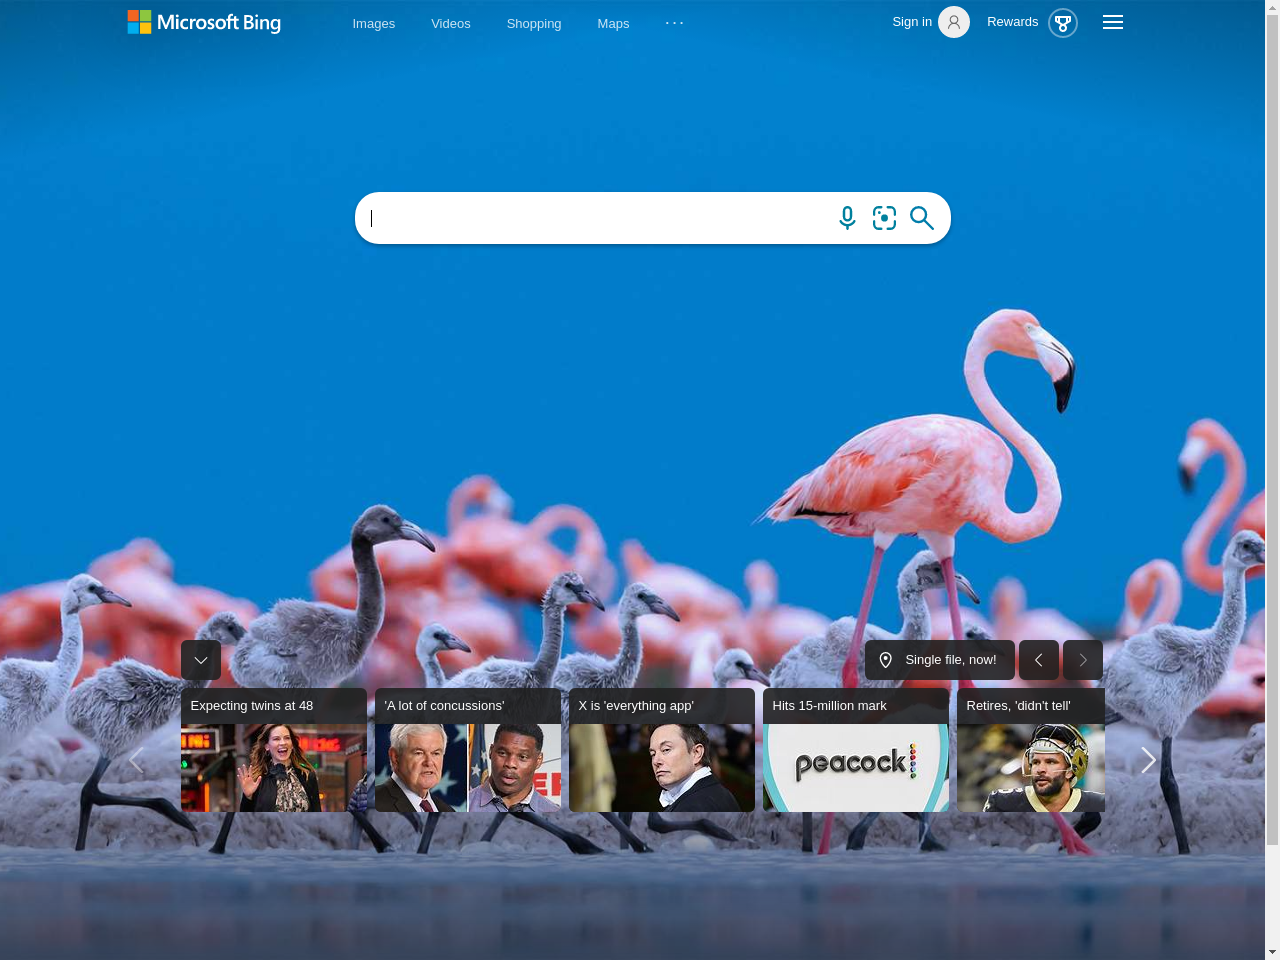 Microsoft Bing
Images
Videos
Shopping
Maps
Sign in
Rewards
Single file, now!
Expecting twins at 48
'A lot of concussions'
X is 'everything app'
Hits 15-million mark
Retires, 'didn't tell'
peacock